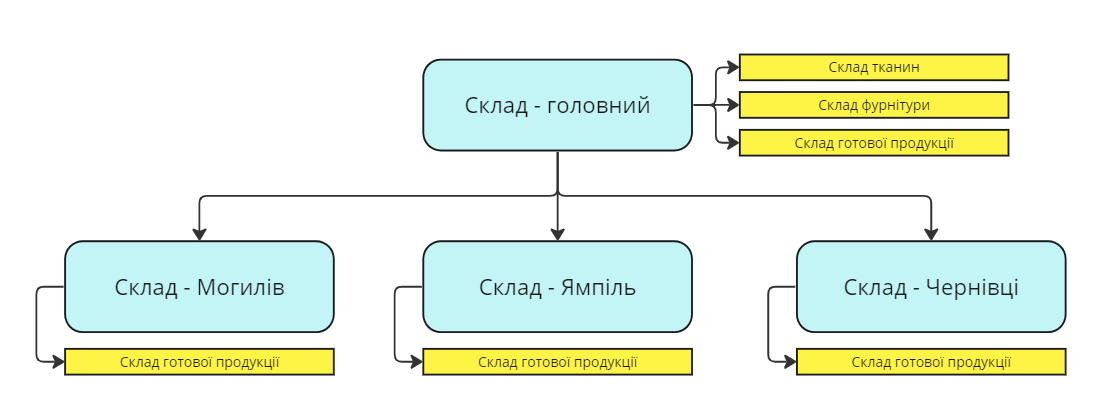 Склад тканин
Склад - головний
Склад фурнітури
Склад готової продукції
Склад - Могилів
Склад - Ямпіль
Склад - Чернівці
Склад готової продукції
Склад готової продукції
Склад готової продукції